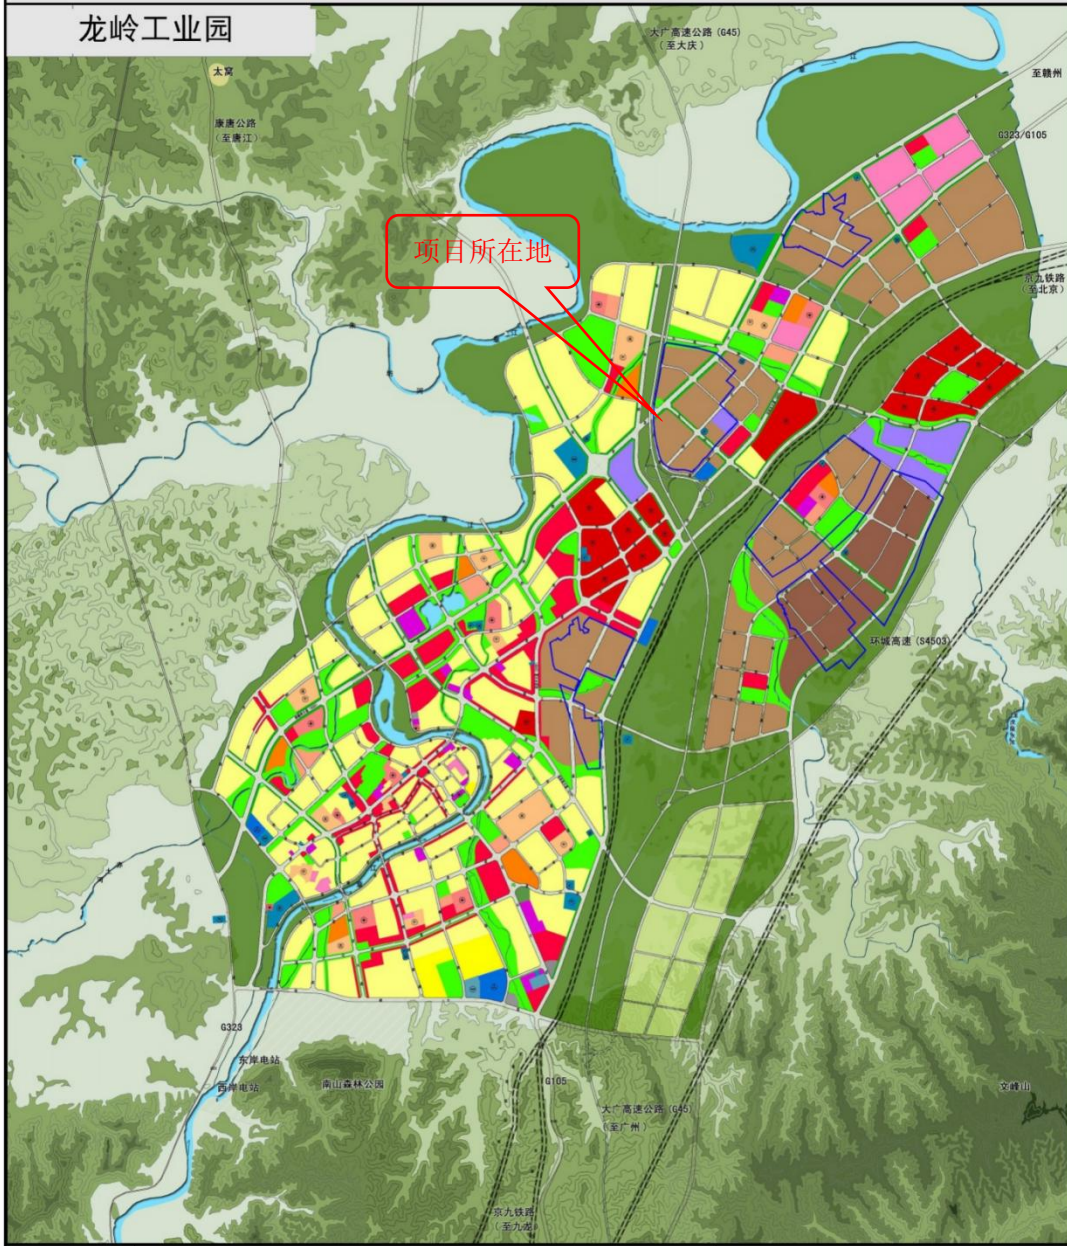 龙岭工业园
大广高速公路(G45)
（至大庆）
江
至赣州
太窝
康唐公路
（至唐江）
G323/G105
项目所在地
京九铁路
（至北京）
环城高速(S4503)
G323
东岸电站
西岸电站
南山森林公园
G105
大广高速公路(G45)
（至广州）
文峰山
京九铁路
（至九龙）